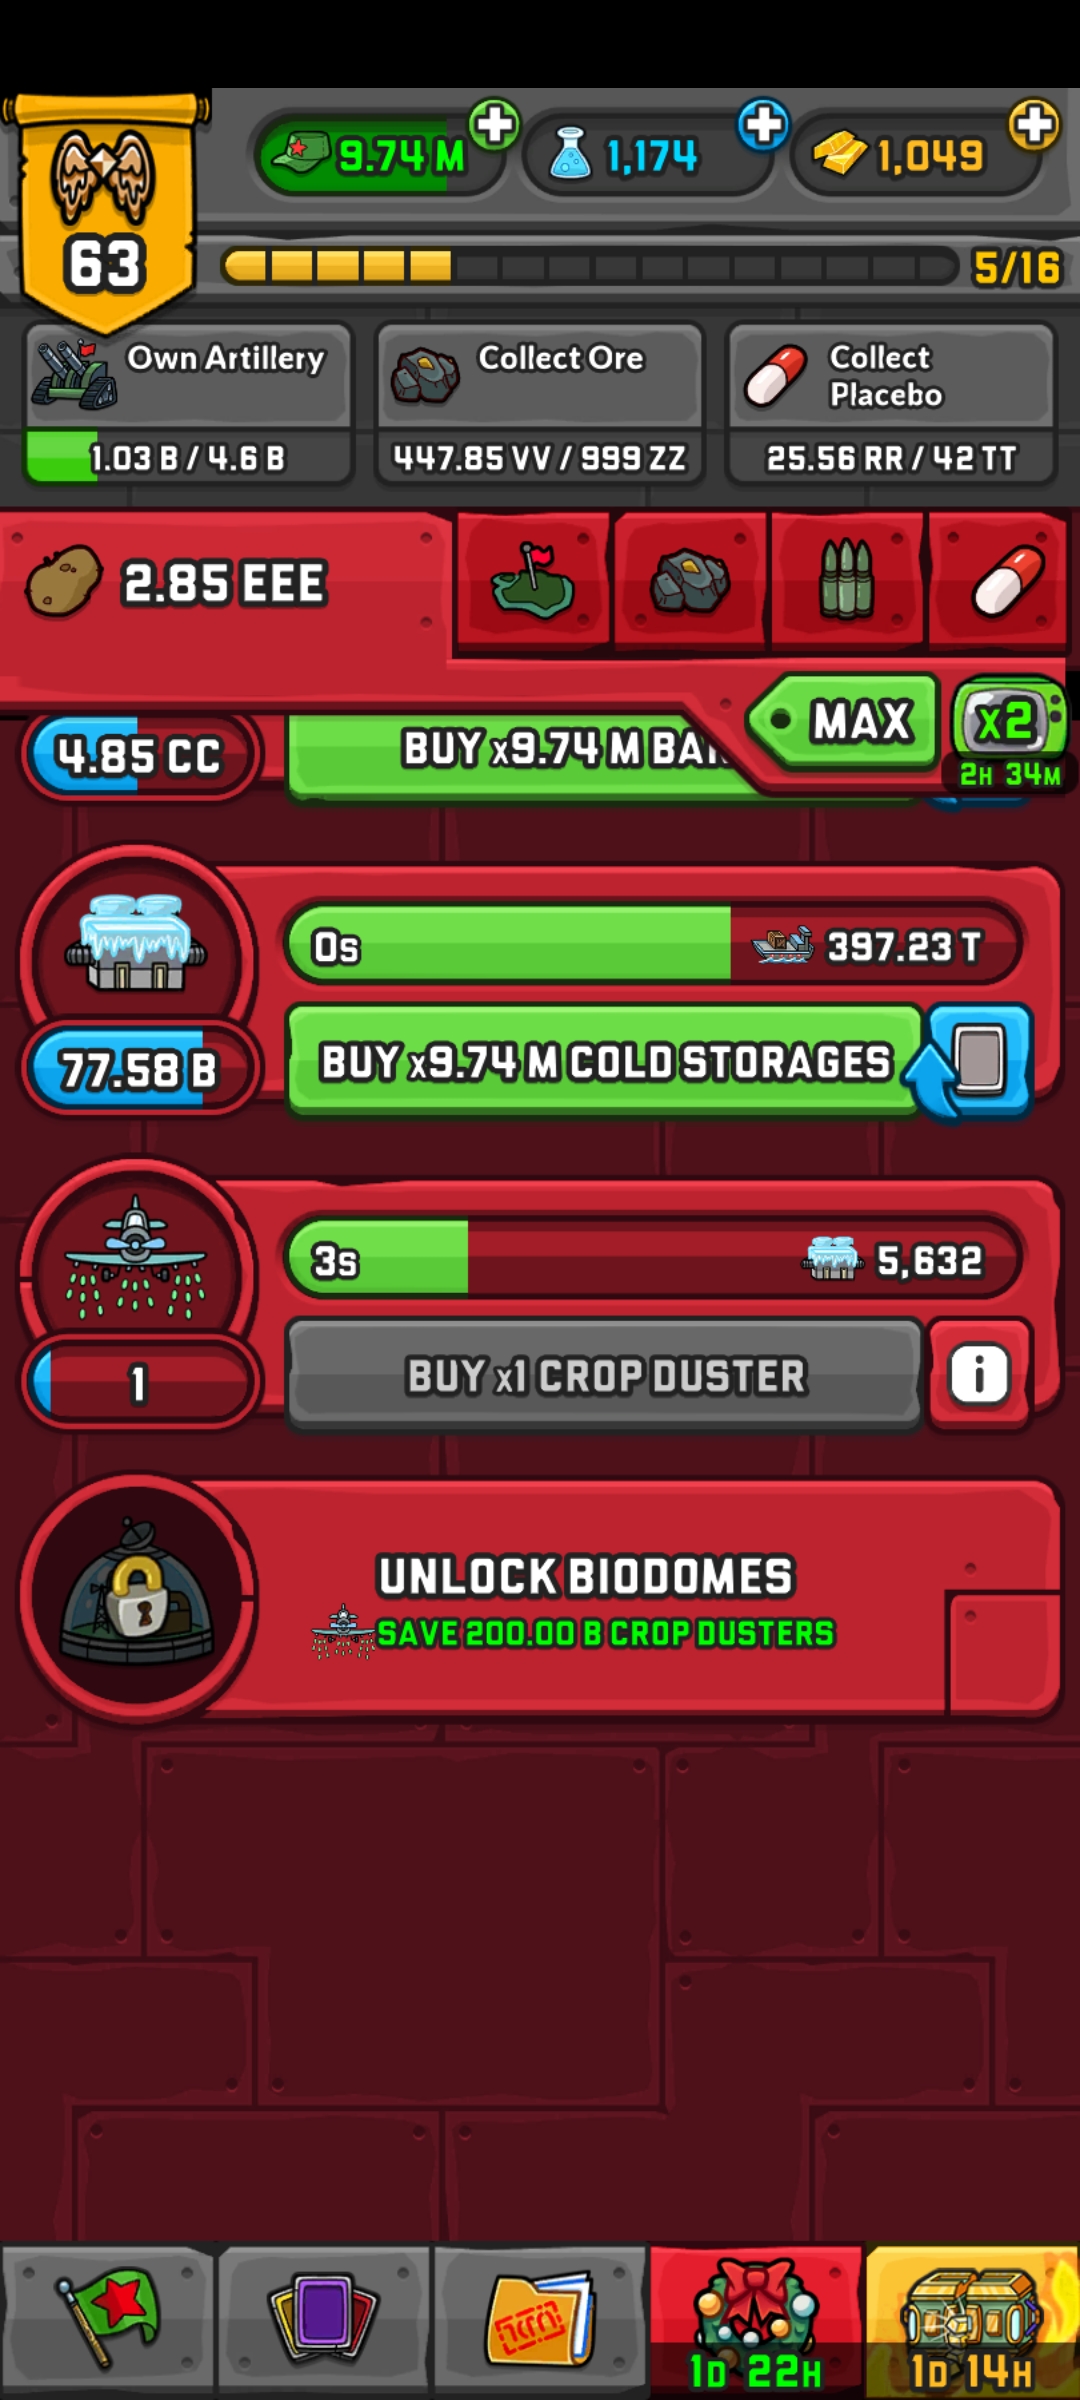 9.74 M
1,174
1,049
63
5/16
Own Artillery
1.03 B / 4.6 B
Collect Ore
447.85 VV / 999 ZZ
Collect
Placebo
25.56 RR / 42 TT
2.85 EEE
MAX
x2
2H 34M
4.85 CC
BUY x9.74 M
0s
397.23 T
77.58 B
BUY x9.74 M COLD STORAGES
3s
5,632
1
BUY x1 CROP DUSTER
i
UNLOCK BIODOMES
SAVE 200.00 B CROP DUSTERS
1D 22H
1D 14H